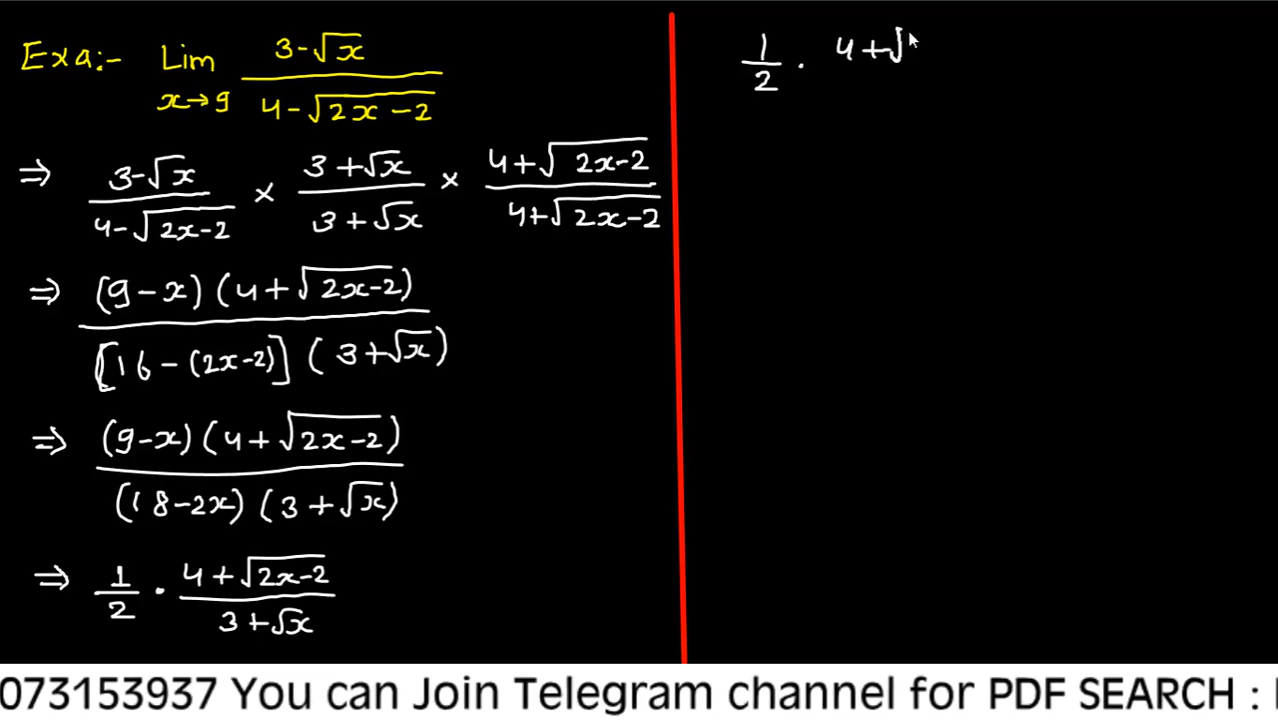 Exa:- Lim x→9 (3-√x)/(4-√(2x-2))
⇒ (3-√x)/(4-√(2x-2)) × (3+√x)/(3+√x) × (4+√(2x-2))/(4+√(2x-2))
⇒ (9-x)(4+√(2x-2))/[16-(2x-2)](3+√x)
⇒ (9-x)(4+√(2x-2))/(18-2x)(3+√x)
⇒ 1/2 · (4+√(2x-2))/(3+√x)
1/2 · 4+√
073153937 You can Join Telegram channel for PDF SEARCH :